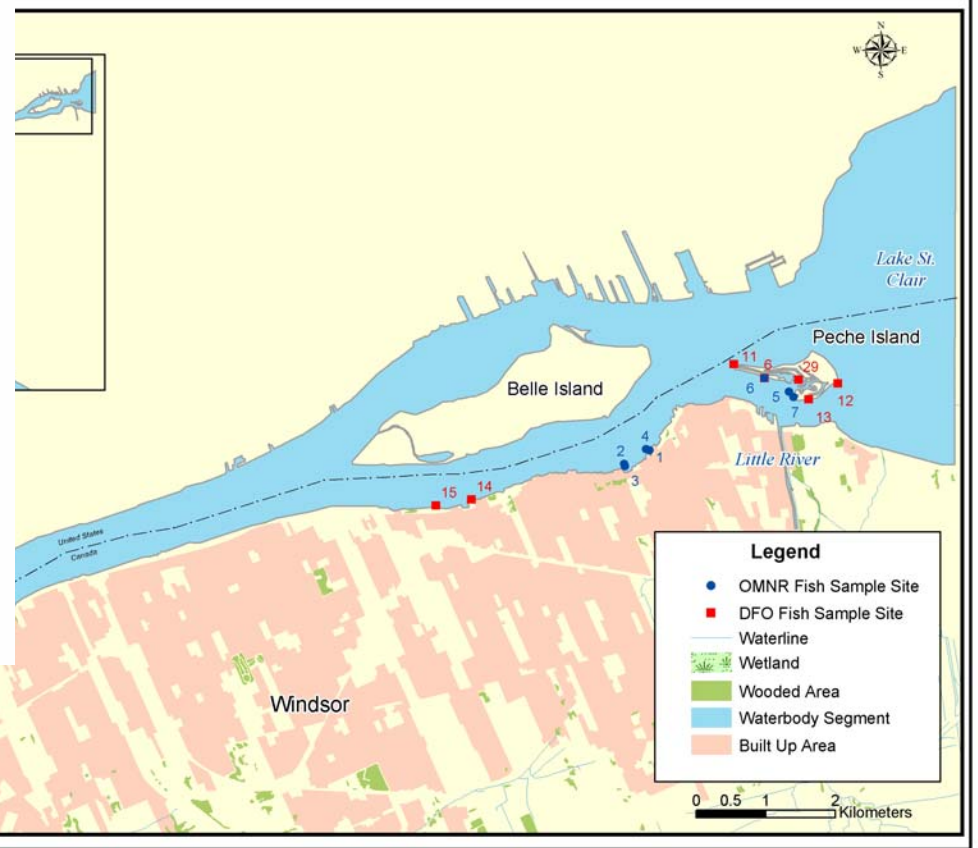 N
W E
S
Lake St.
Clair
Peche Island
11
6
29
Belle Island
6
5
7
12
13
4
2
1
Little River
3
15
14
United States
Canada
Windsor
Legend
OMNR Fish Sample Site
DFO Fish Sample Site
Waterline
Wetland
Wooded Area
Waterbody Segment
Built Up Area
0 0.5 1 2
Kilometers